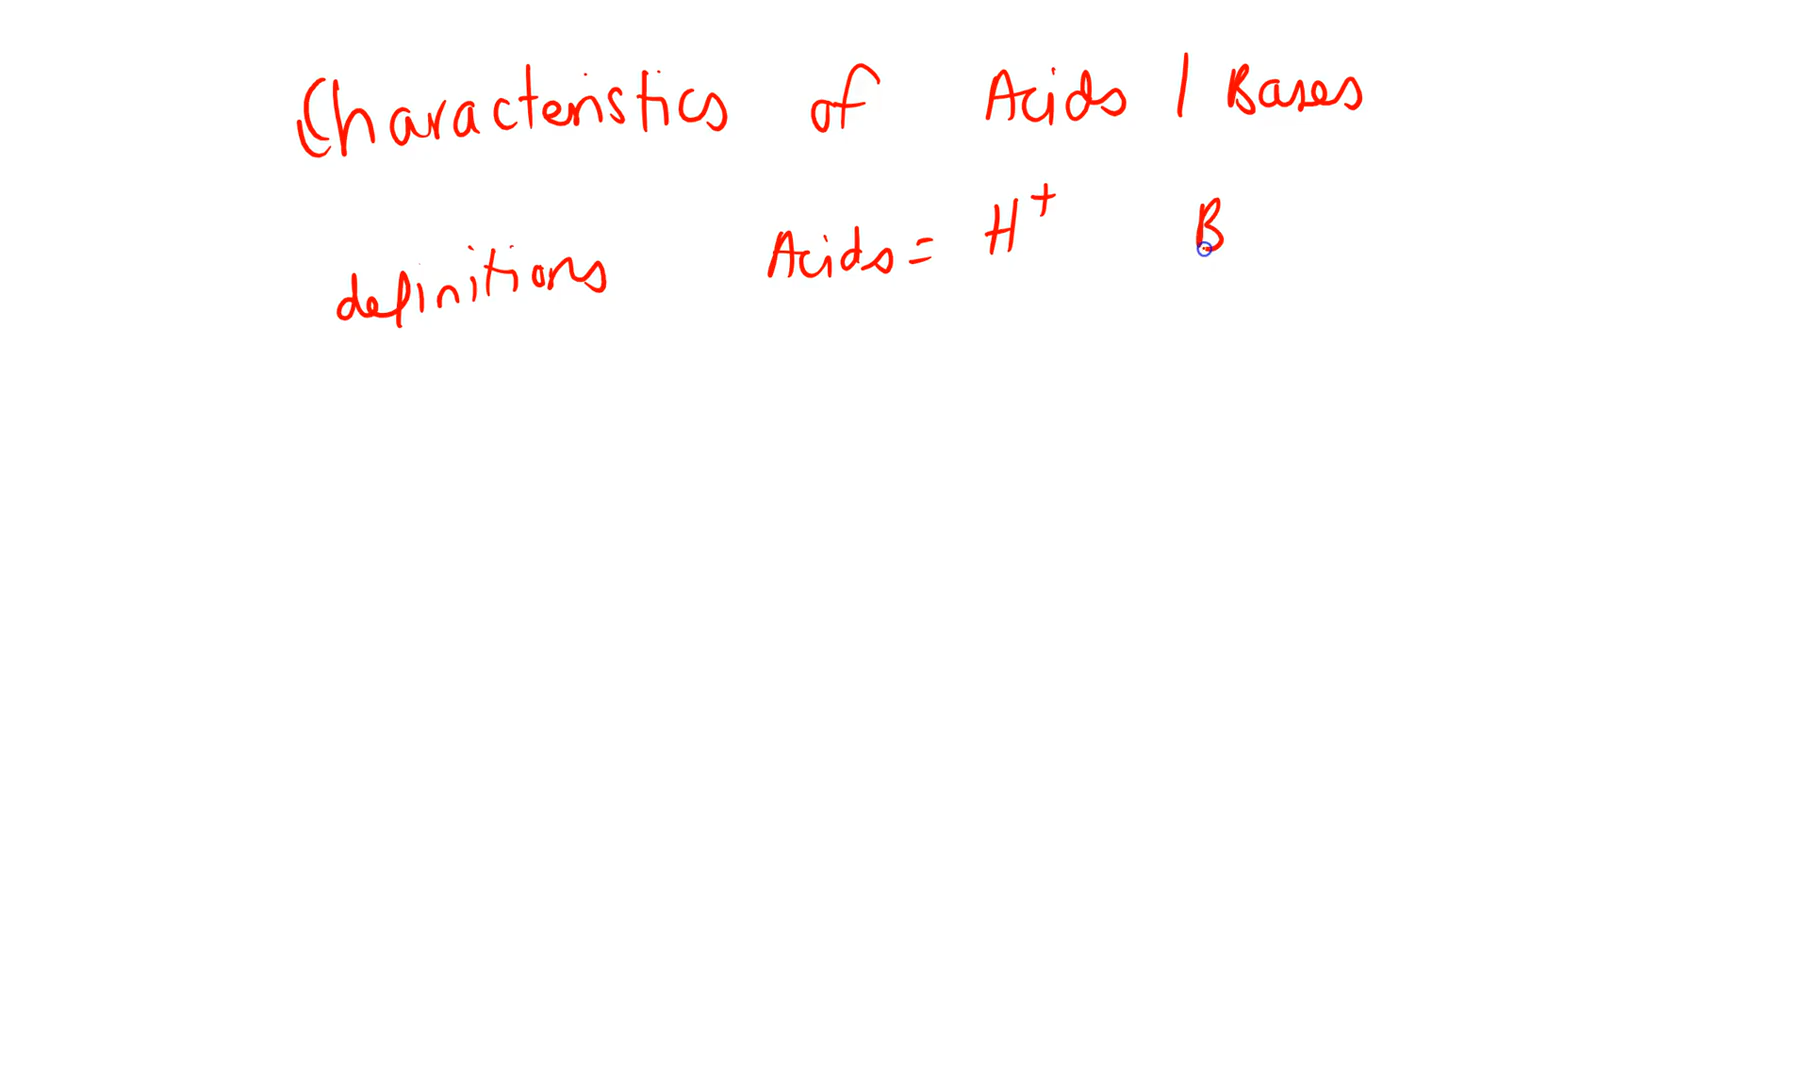 Characteristics of Acids | Bases
definitions Acids = H⁺ B